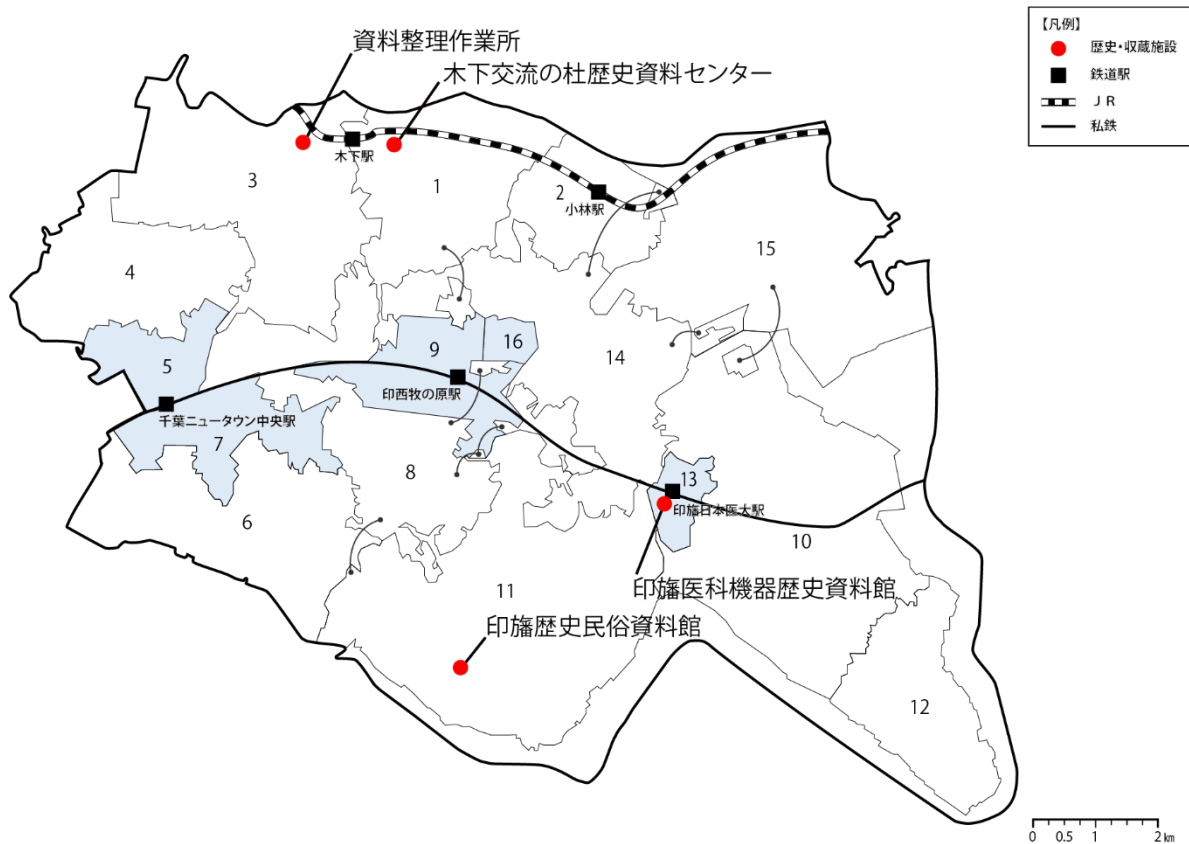 【凡例】
歴史・収蔵施設
鉄道駅
JR
私鉄
資料整理作業所
木下交流の杜歴史資料センター
木下駅
3
1
2
小林駅
15
4
5
9
16
14
印西牧の原駅
千葉ニュータウン中央駅
7
8
13
印旛日本医大駅
6
10
11
印旛医科機器歴史資料館
印旛歴史民俗資料館
12
0 0.5 1 2km